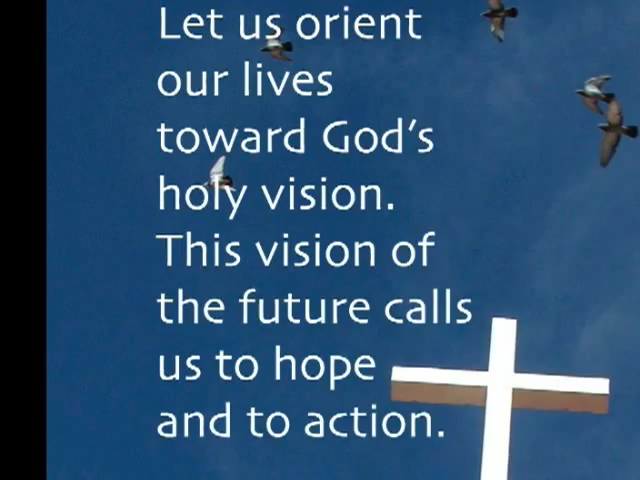 Let us orient
our lives
toward God's
holy vision.
This vision of
the future calls
us to hope
and to action.